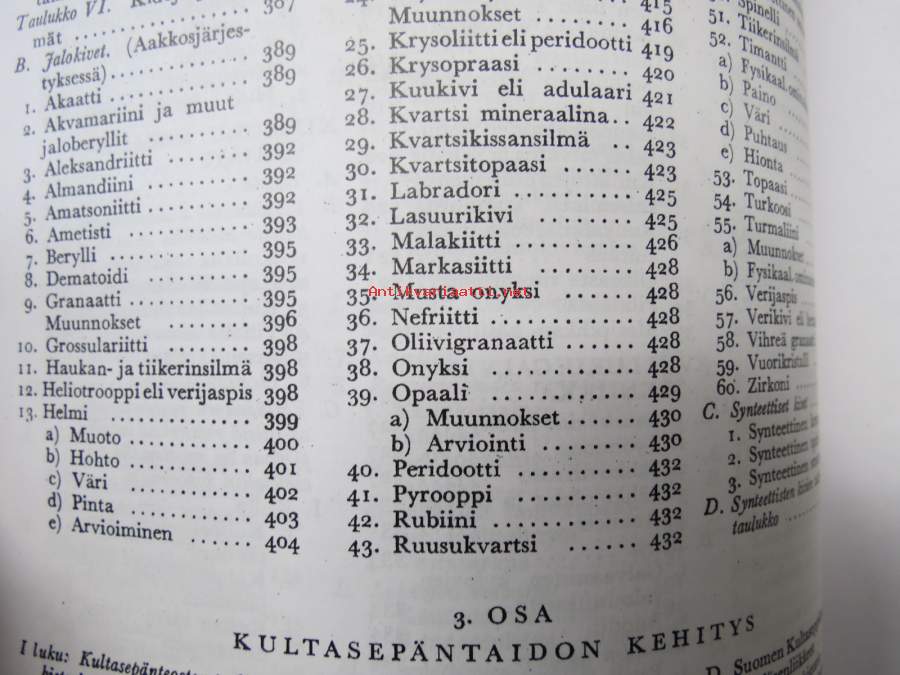 Taulukko VI.
mät ............... 387
B. Jalokivet. (Aakkosjärjes-
tyksessä) ............... 389
1. Akaatti ............... 389
2. Akvamariini ja muut
jaloberyllit ............... 389
3. Aleksandriitti ..... 392
4. Almandiini ........ 392
5. Amatsoniitti ......... 392
6. Ametisti ............ 393
7. Berylli ............. 395
8. Dematoidi ......... 395
9. Granaatti ........... 395
Muunnokset ....... 396
10. Grossulariitti ....... 398
11. Haukan- ja tiikerinsilmä 398
12. Heliotrooppi eli verijaspis 398
13. Helmi ............. 399
a) Muoto ............ 400
b) Hohto ............ 401
c) Väri ............. 402
d) Pinta ............ 403
e) Arvioiminen ...... 404
415
Muunnokset ........ 416
25. Krysoliitti eli peridootti 419
26. Krysopraasi ........ 420
27. Kuukivi eli adulaari 421
28. Kvartsi mineraalina.. 422
29. Kvartsikissansilmä .. 423
30. Kvartsitopaasi ...... 423
31. Labradori .......... 425
32. Lasuurikivi ........ 425
33. Malakiitti .......... 426
34. Markasiitti ........ 428
35. Musta onyksi ...... 428
36. Nefriitti ............ 428
37. Oliivigranaatti ...... 428
38. Onyksi ............ 428
39. Opaali ............. 429
a) Muunnokset ....... 430
b) Arviointi ........ 430
40. Peridootti .......... 432
41. Pyrooppi ........... 432
42. Rubiini ............ 432
43. Ruusukvartsi ...... 432
Spinelli
51. Tiikerinsilmä
52. Timantti
a) Fysikaal.
b) Paino
c) Väri
d) Puhtaus
e) Hionta
53. Topaasi
54. Turkoosi
55. Turmaliini
a) Muunnokset
b) Fysikaal.
56. Verijaspis
57. Verikivi eli
58. Vihreä
59. Vuorikristalli
60. Zirkoni
C. Synteettiset kivet
1. Synteettinen
2. Synteettinen
3. Synteettinen
D. Synteettisten kivien
taulukko
Antikvariaatti.net
3. OSA
KULTASEPÄNTAIDON KEHITYS
I luku:
D. Suomen